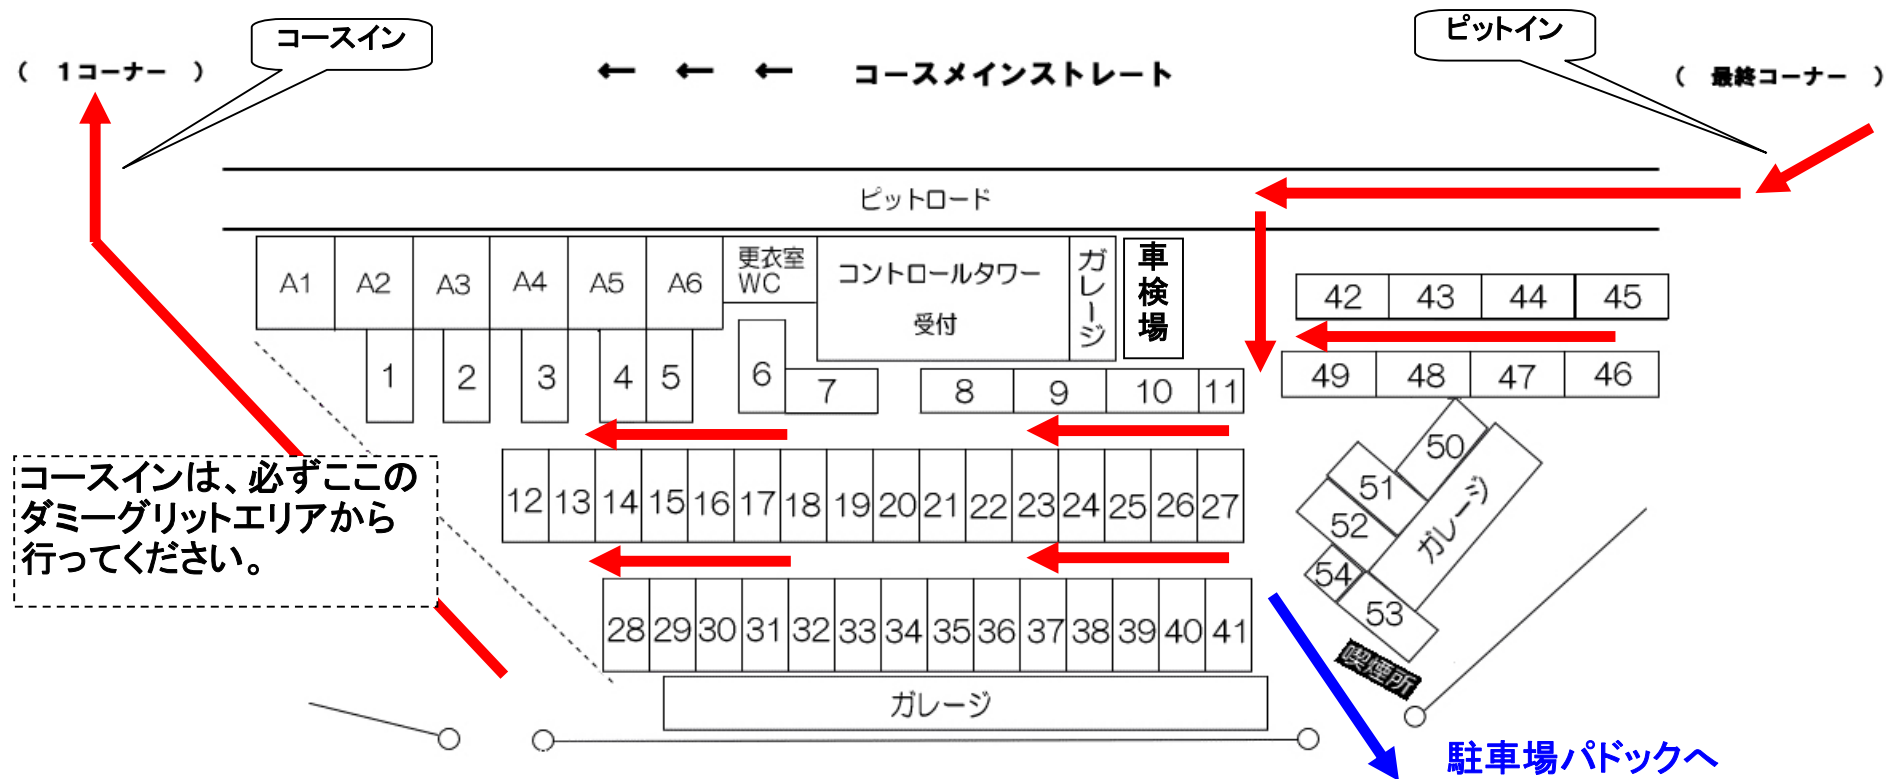 コースイン
ピットイン
( 1コーナー )
← ← ← コースメインストレート
( 最終コーナー )
ピットロード
A1
A2
A3
A4
A5
A6
更衣室
WC
コントロールタワー
受付
ガレージ
車検場
42
43
44
45
1
2
3
4
5
6
7
8
9
10
11
49
48
47
46
コースインは、必ずここの
ダミーグリットエリアから
行ってください。
12
13
14
15
16
17
18
19
20
21
22
23
24
25
26
27
50
51
52
54
53
ガレージ
28
29
30
31
32
33
34
35
36
37
38
39
40
41
喫煙所
ガレージ
駐車場パドックへ